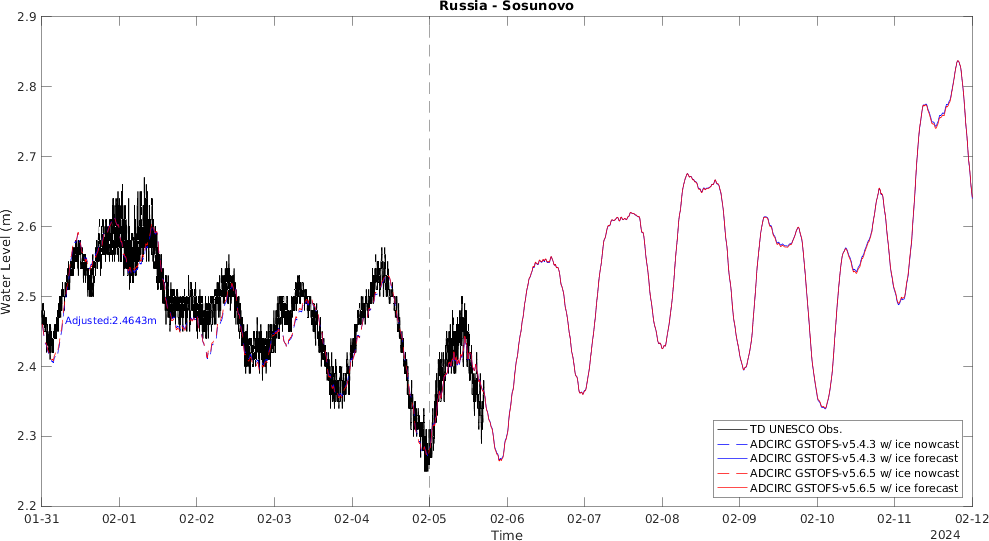 Russia - Sosunovo
2.9
2.8
2.7
2.6
2.5
2.4
2.3
2.2
Water Level (m)
Adjusted:2.4643m
TD UNESCO Obs.
ADCIRC GSTOFS-v5.4.3 w/ ice nowcast
ADCIRC GSTOFS-v5.4.3 w/ ice forecast
ADCIRC GSTOFS-v5.6.5 w/ ice nowcast
ADCIRC GSTOFS-v5.6.5 w/ ice forecast
01-31 02-01 02-02 02-03 02-04 02-05 02-06 02-07 02-08 02-09 02-10 02-11 02-12
Time
2024